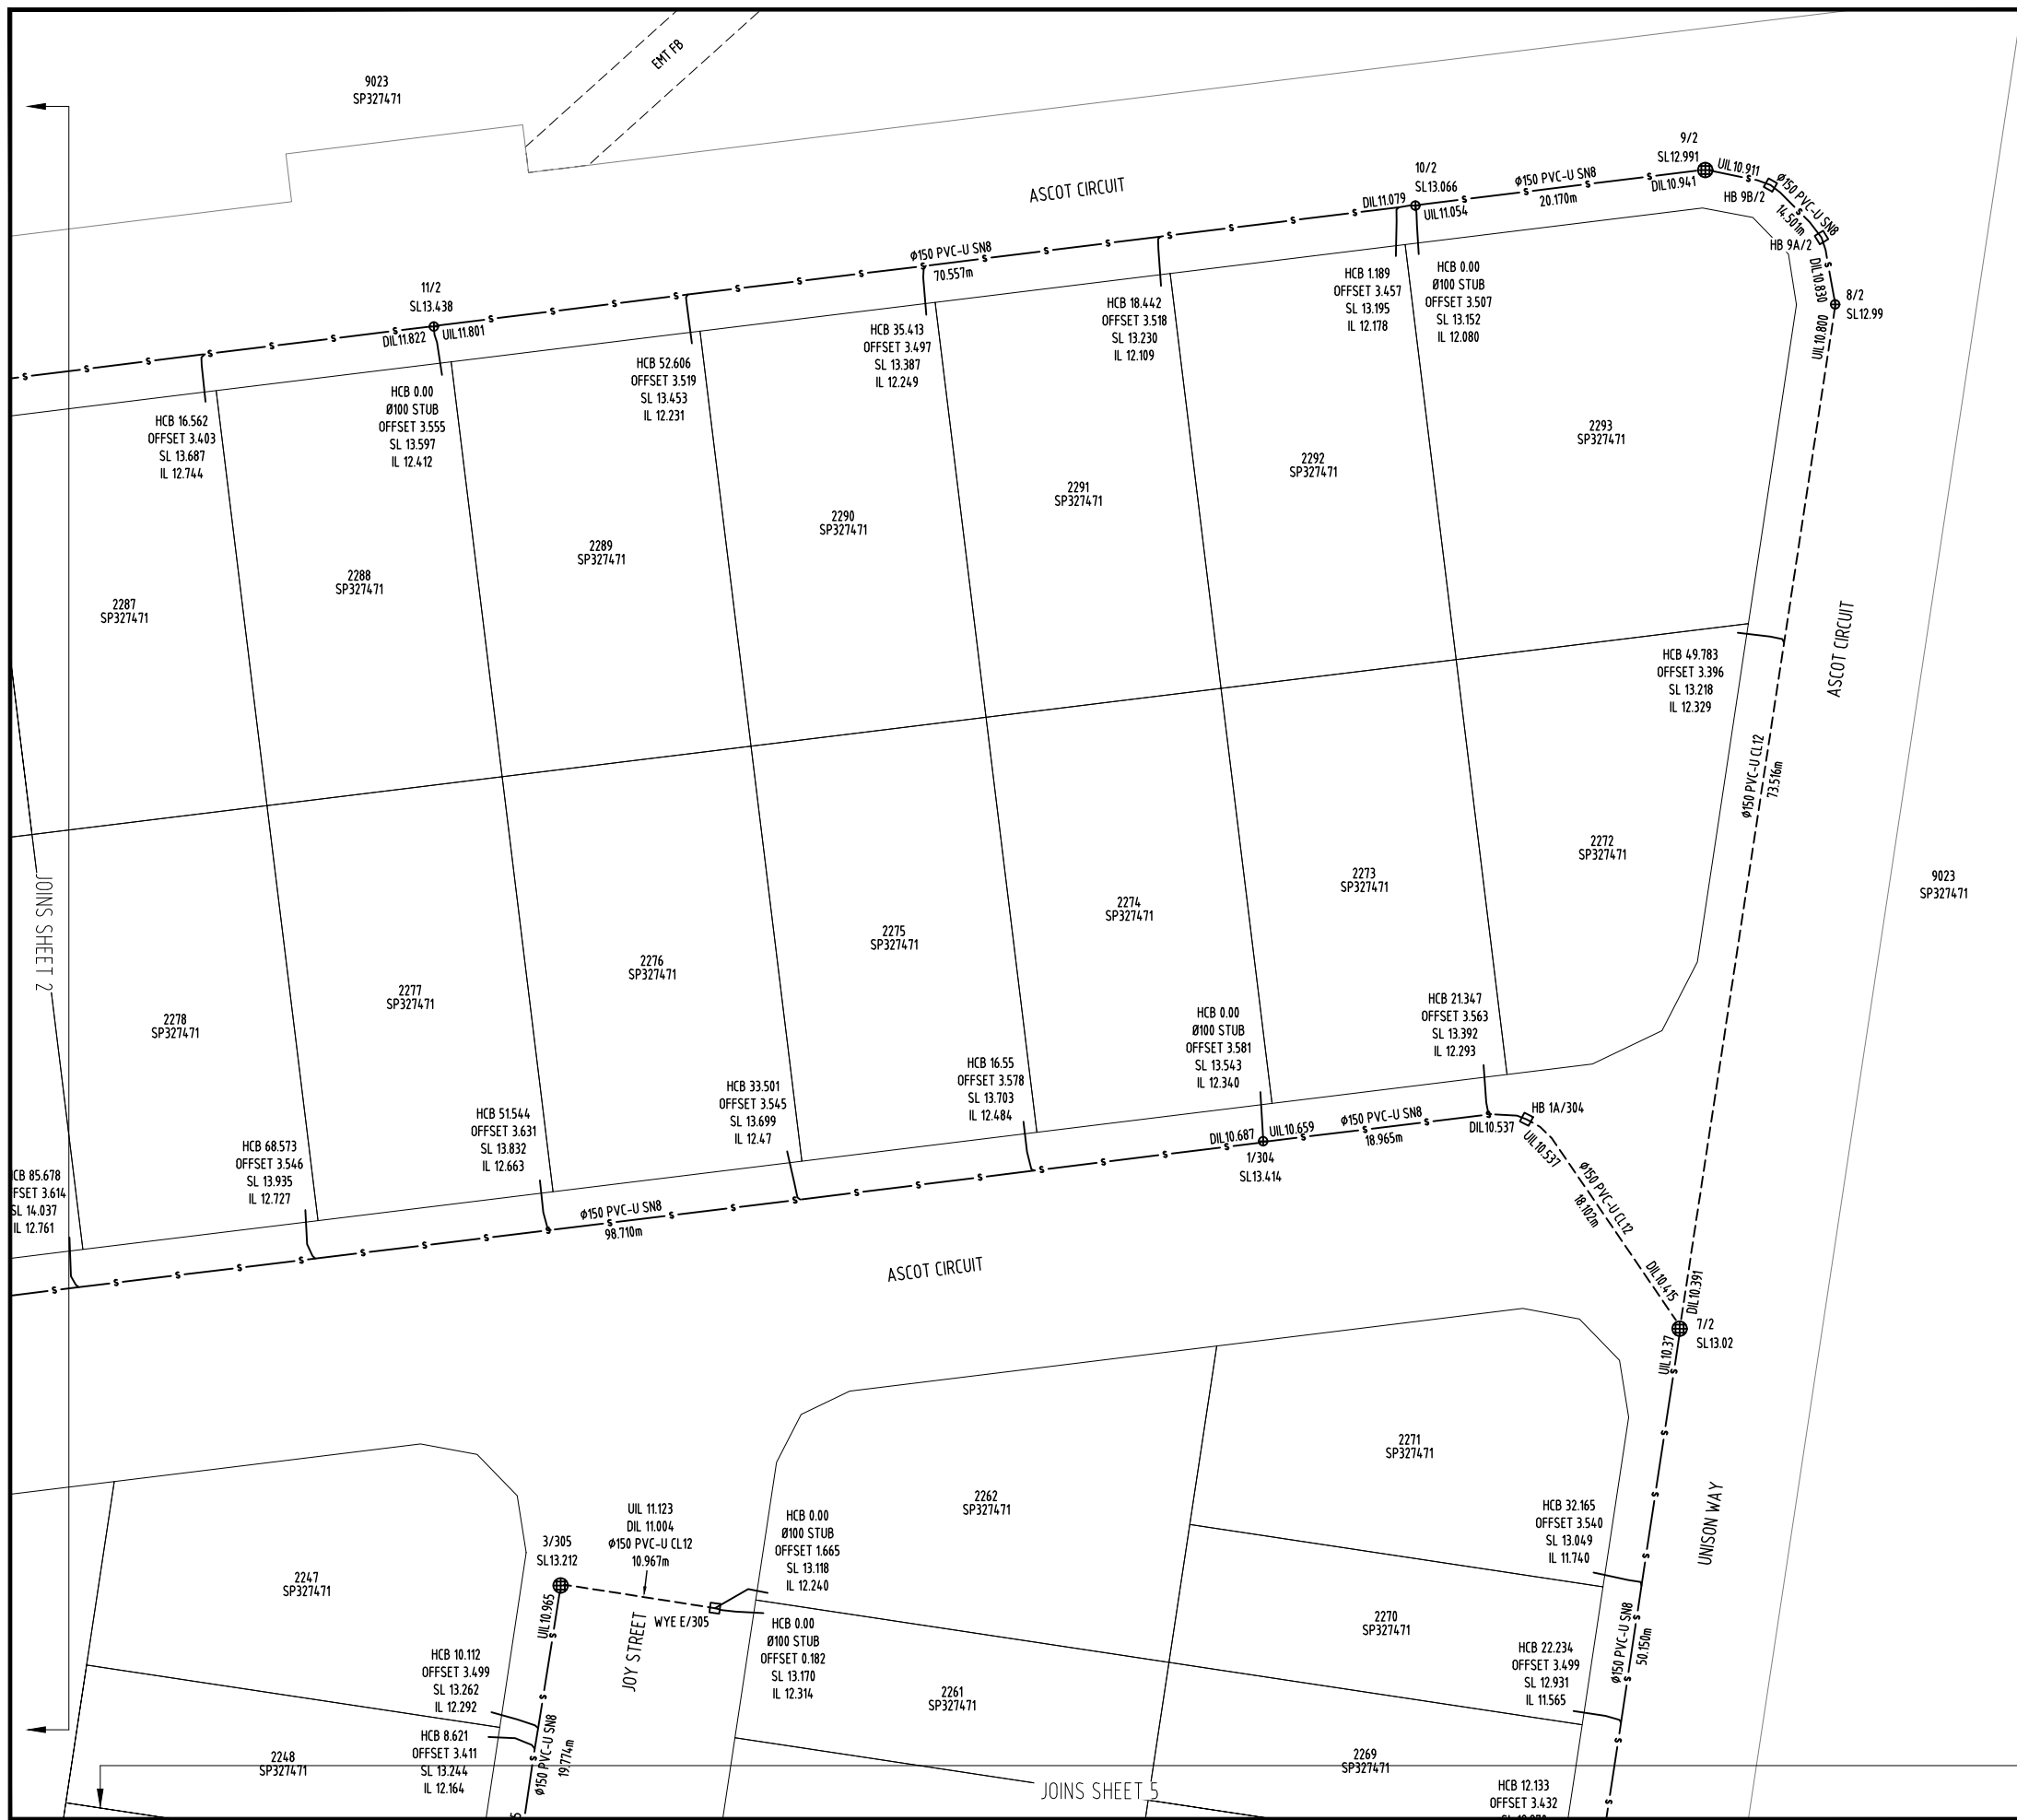 9023
SP327471
EMT FB
ASCOT CIRCUIT
9/2
SL12.991
UIL10.911
DIL10.941
HB 9B/2
Ø150 PVC-U SN8
14.501m
HB 9A/2
DIL10.830
8/2
SL12.99
UIL10.800
10/2
SL13.066
DIL11.079
UIL11.054
Ø150 PVC-U SN8
20.170m
11/2
SL13.438
DIL11.822
UIL11.801
Ø150 PVC-U SN8
70.557m
HCB 16.562
OFFSET 3.403
SL 13.687
IL 12.744
HCB 0.00
Ø100 STUB
OFFSET 3.555
SL 13.597
IL 12.412
HCB 52.606
OFFSET 3.519
SL 13.453
IL 12.231
HCB 35.413
OFFSET 3.497
SL 13.387
IL 12.249
HCB 18.442
OFFSET 3.518
SL 13.230
IL 12.109
HCB 1.189
OFFSET 3.457
SL 13.195
IL 12.178
HCB 0.00
Ø100 STUB
OFFSET 3.507
SL 13.152
IL 12.080
2287
SP327471
2288
SP327471
2289
SP327471
2290
SP327471
2291
SP327471
2292
SP327471
2293
SP327471
HCB 49.783
OFFSET 3.396
SL 13.218
IL 12.329
ASCOT CIRCUIT
Ø150 PVC-U CL12
73.516m
9023
SP327471
JOINS SHEET 2
2278
SP327471
2277
SP327471
2276
SP327471
2275
SP327471
2274
SP327471
2273
SP327471
2272
SP327471
CB 85.678
FSET 3.614
SL 14.037
IL 12.761
HCB 68.573
OFFSET 3.546
SL 13.935
IL 12.727
HCB 51.544
OFFSET 3.631
SL 13.832
IL 12.663
HCB 33.501
OFFSET 3.545
SL 13.699
IL 12.47
HCB 16.55
OFFSET 3.578
SL 13.703
IL 12.484
HCB 0.00
Ø100 STUB
OFFSET 3.581
SL 13.543
IL 12.340
HCB 21.347
OFFSET 3.563
SL 13.392
IL 12.293
Ø150 PVC-U SN8
98.710m
DIL10.687
UIL10.659
1/304
SL13.414
Ø150 PVC-U SN8
18.965m
DIL10.537
HB 1A/304
UIL10.537
Ø150 PVC-U CL12
18.102m
DIL10.415
DIL10.391
7/2
SL13.02
UIL10.37
ASCOT CIRCUIT
2247
SP327471
3/305
SL13.212
UIL 11.123
DIL 11.004
Ø150 PVC-U CL12
10.967m
WYE E/305
UIL10.965
JOY STREET
HCB 0.00
Ø100 STUB
OFFSET 1.665
SL 13.118
IL 12.240
HCB 0.00
Ø100 STUB
OFFSET 0.182
SL 13.170
IL 12.314
2262
SP327471
2271
SP327471
2270
SP327471
2261
SP327471
2269
SP327471
HCB 32.165
OFFSET 3.540
SL 13.049
IL 11.740
HCB 22.234
OFFSET 3.499
SL 12.931
IL 11.565
HCB 12.133
OFFSET 3.432
UNISON WAY
Ø150 PVC-U SN8
50.150m
HCB 10.112
OFFSET 3.499
SL 13.262
IL 12.292
HCB 8.621
OFFSET 3.411
SL 13.244
IL 12.164
Ø150 PVC-U SN8
19.774m
2248
SP327471
JOINS SHEET 5